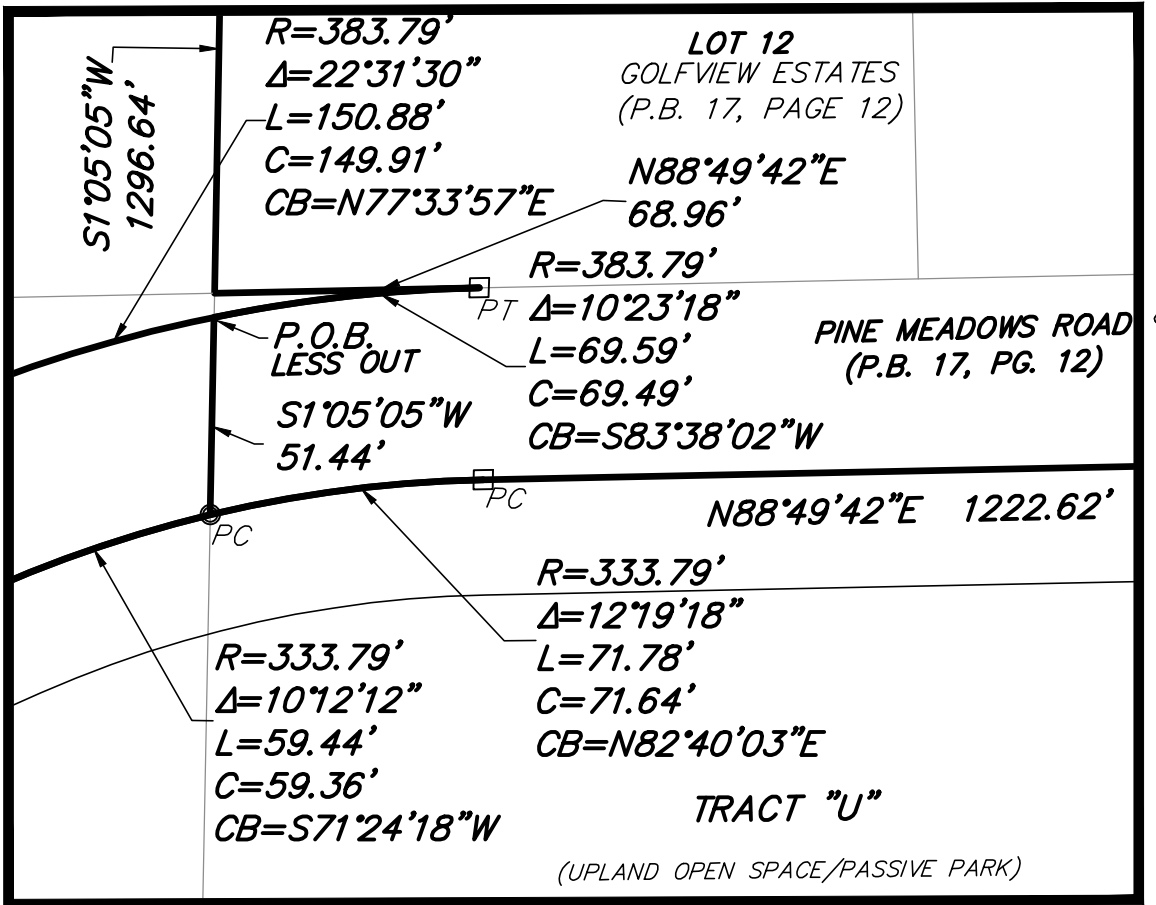 S1°05'05"W
1296.64'
R=383.79'
Δ=22°31'30"
L=150.88'
C=149.91'
CB=N77°33'57"E
LOT 12
GOLFVIEW ESTATES
(P.B. 17, PAGE 12)
N88°49'42"E
68.96'
R=383.79'
Δ=10°23'18"
L=69.59'
C=69.49'
CB=S83°38'02"W
PT
P.O.B.
LESS OUT
PINE MEADOWS ROAD
(P.B. 17, PG. 12)
S1°05'05"W
51.44'
PC
PC
N88°49'42"E 1222.62'
R=333.79'
Δ=12°19'18"
L=71.78'
C=71.64'
CB=N82°40'03"E
R=333.79'
Δ=10°12'12"
L=59.44'
C=59.36'
CB=S71°24'18"W
TRACT "U"
(UPLAND OPEN SPACE/PASSIVE PARK)